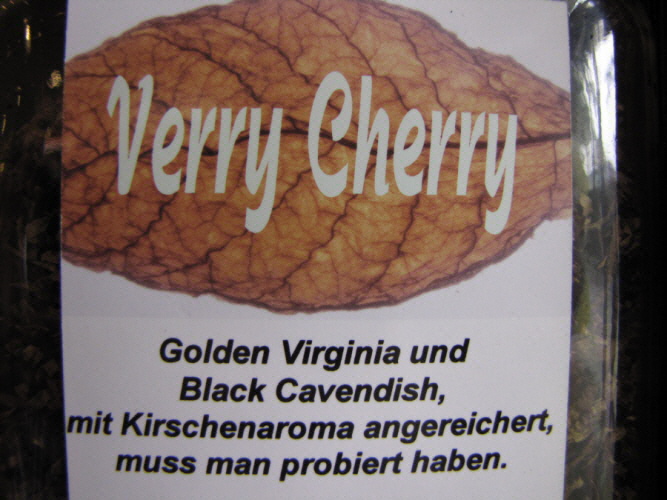 Verry Cherry
Golden Virginia und
Black Cavendish,
mit Kirschenaroma angereichert,
muss man probiert haben.